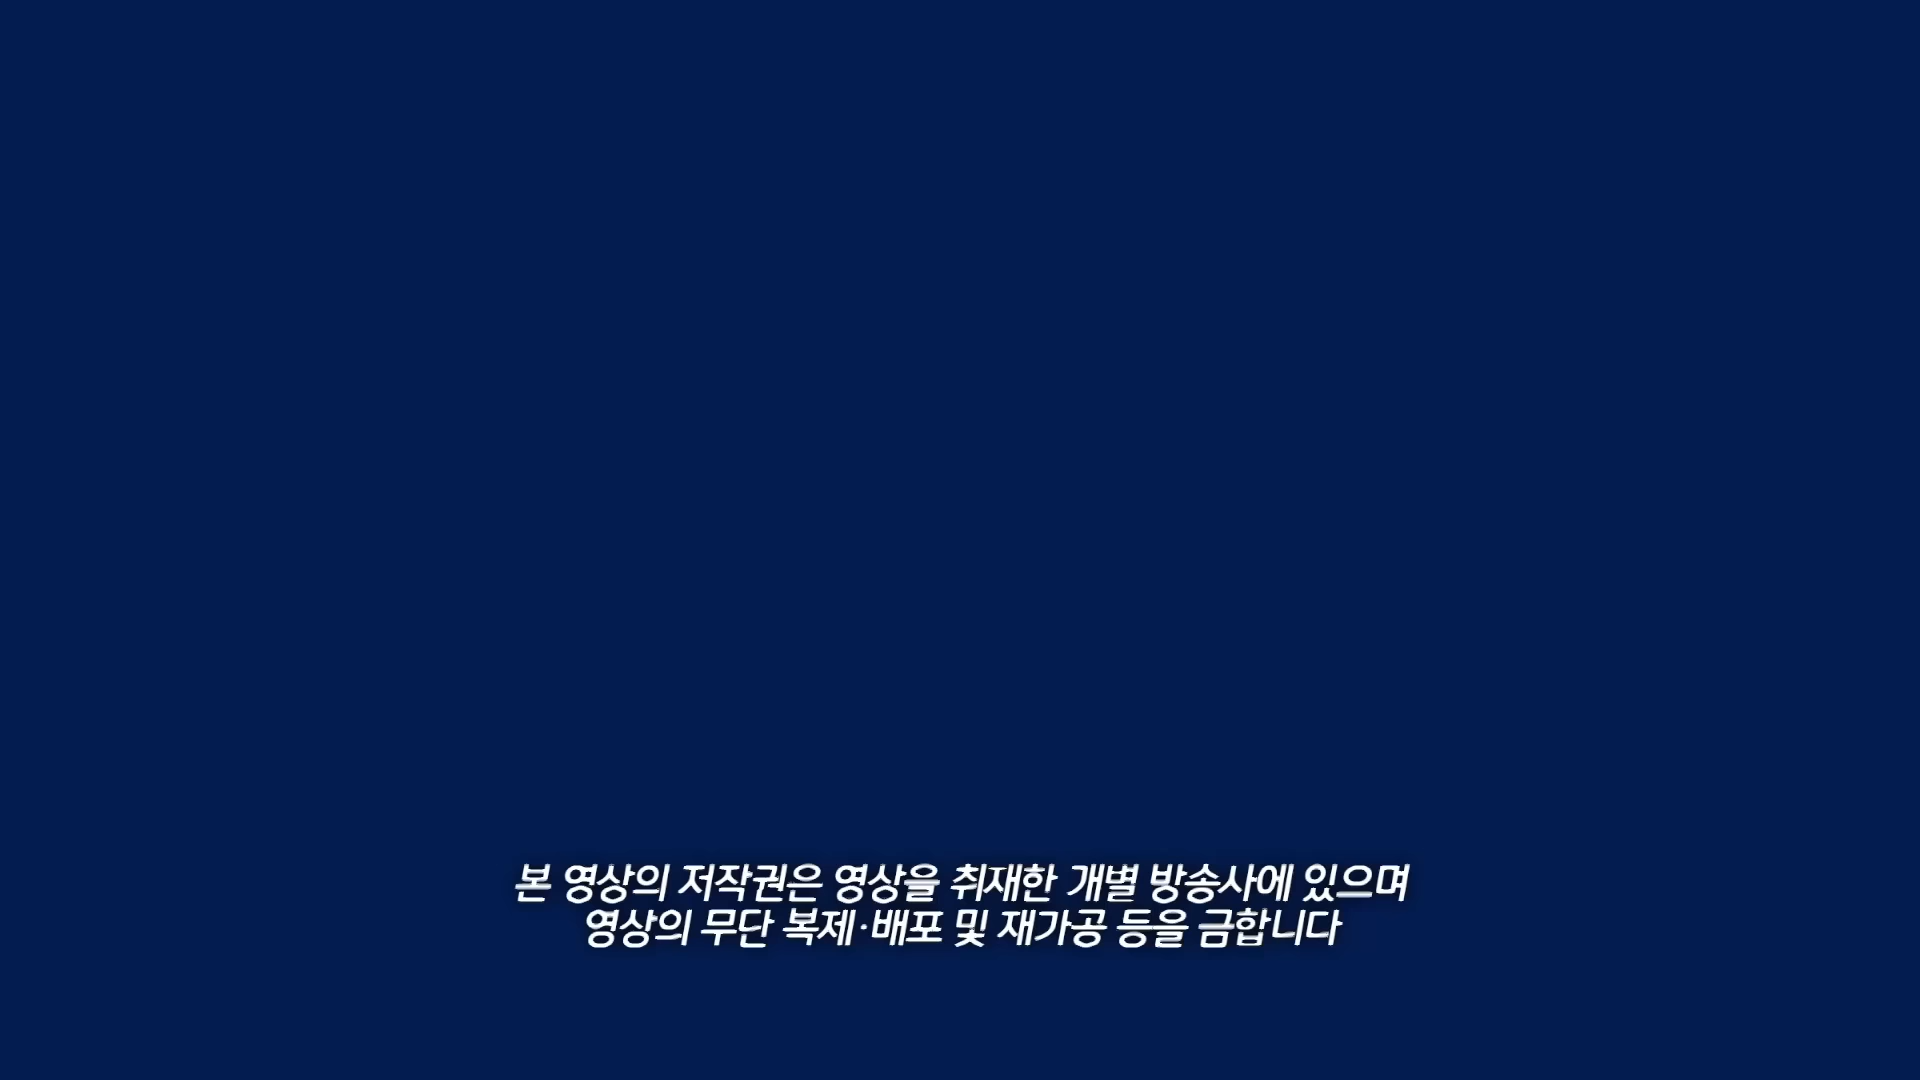 본 영상의 저작권은 영상을 취재한 개별 방송사에 있으며
영상의 무단 복제·배포 및 재가공 등을 금합니다